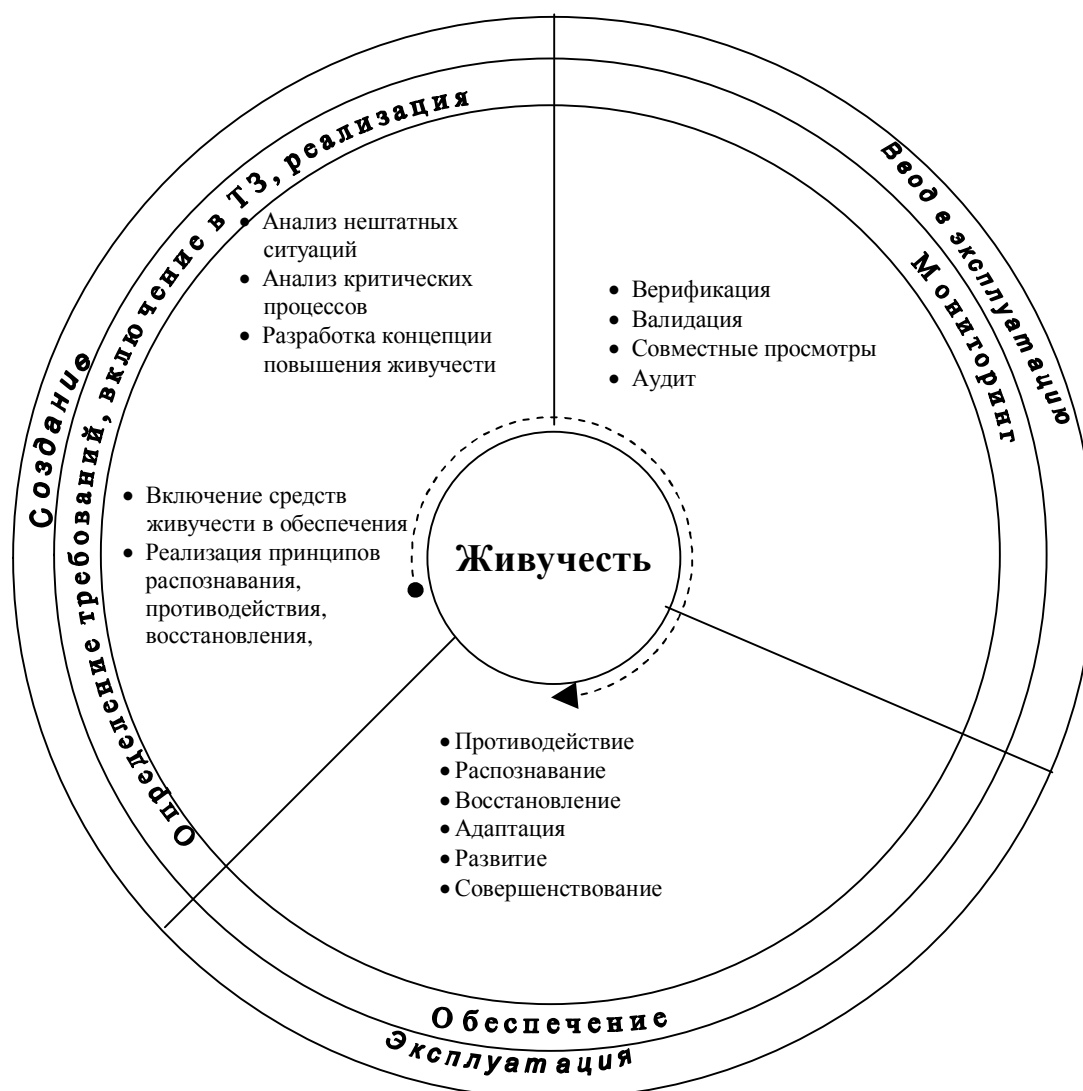 Создание
Определение требований, включение в ТЗ, реализация
• Анализ нештатных
ситуаций
• Анализ критических
процессов
• Разработка концепции
повышения живучести
• Включение средств
живучести в обеспечения
• Реализация принципов
распознавания,
противодействия,
восстановления,
Ввод в эксплуатацию
Мониторинг
• Верификация
• Валидация
• Совместные просмотры
• Аудит
Живучесть
• Противодействие
• Распознавание
• Восстановление
• Адаптация
• Развитие
• Совершенствование
Обеспечение
Эксплуатация